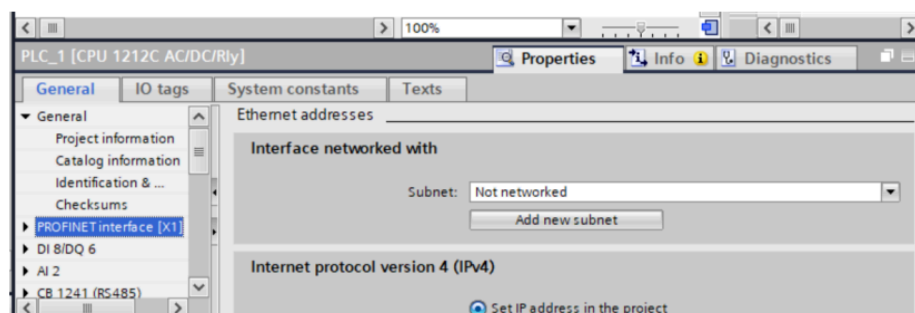 100%
PLC_1 [CPU 1212C AC/DC/Rly]
Properties
Info
Diagnostics
General
IO tags
System constants
Texts
General
Project information
Catalog information
Identification & ...
Checksums
PROFINET interface [X1]
DI 8/DQ 6
AI 2
CB 1241 (RS485)
Ethernet addresses
Interface networked with
Subnet: Not networked
Add new subnet
Internet protocol version 4 (IPv4)
Set IP address in the project